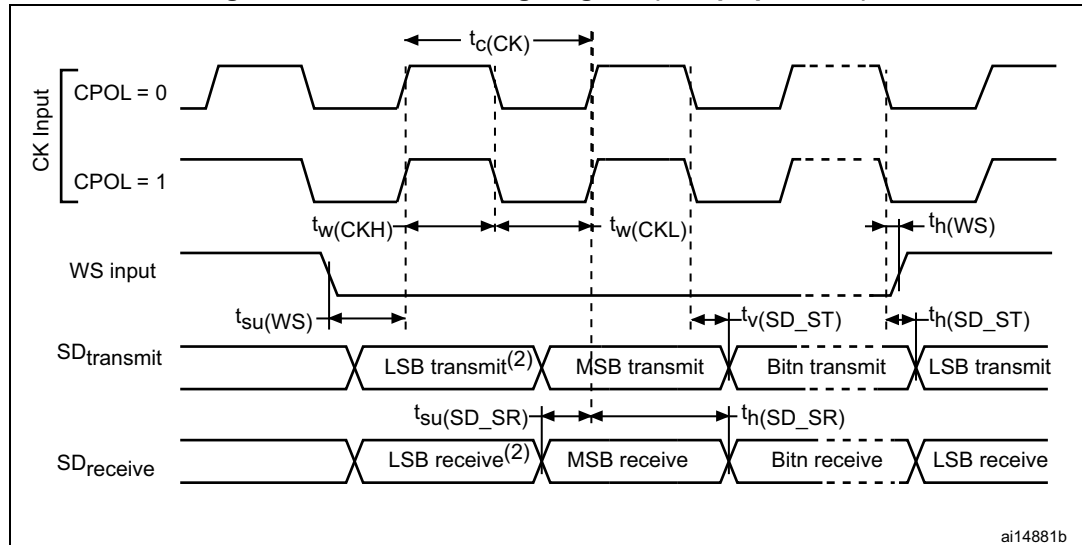 tc(CK)
CK Input
CPOL = 0
CPOL = 1
tw(CKH)
tw(CKL)
th(WS)
WS input
tsu(WS)
tv(SD_ST)
th(SD_ST)
SDtransmit
LSB transmit(2)
MSB transmit
Bitn transmit
LSB transmit
tsu(SD_SR)
th(SD_SR)
SDreceive
LSB receive(2)
MSB receive
Bitn receive
LSB receive
ai14881b